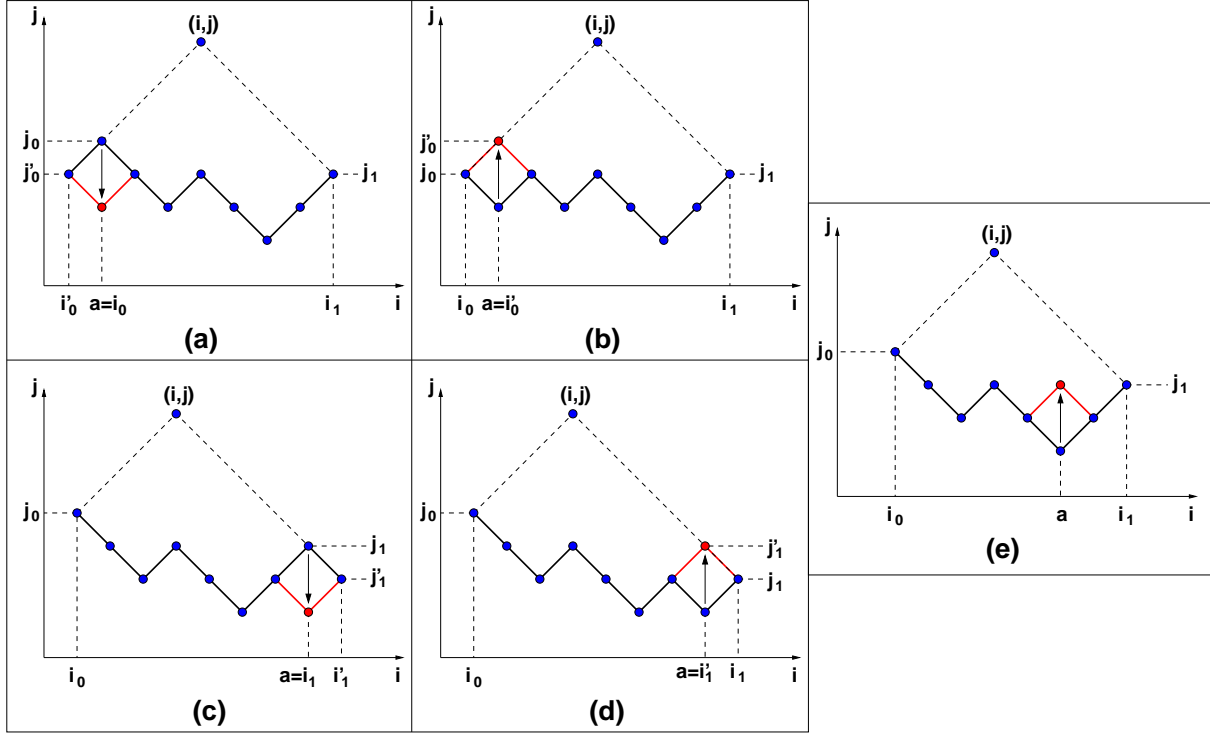 j
(i,j)
j0
j'0
j1
i'0 a=i0 i1 i
(a)
j
(i,j)
j'0
j0
j1
i0 a=i'0 i1 i
(b)
j
(i,j)
j0
j1
j'1
i0 a=i1 i'1 i
(c)
j
(i,j)
j0
j'1
j1
i0 a=i'1 i1 i
(d)
j
(i,j)
j0
j1
i0 a i1 i
(e)